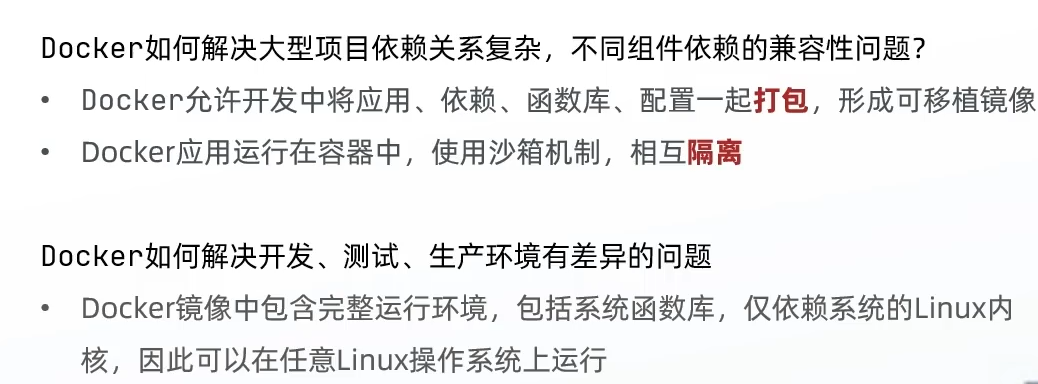 Docker如何解决大型项目依赖关系复杂，不同组件依赖的兼容性问题？
• Docker允许开发中将应用、依赖、函数库、配置一起打包，形成可移植镜像
• Docker应用运行在容器中，使用沙箱机制，相互隔离
Docker如何解决开发、测试、生产环境有差异的问题
• Docker镜像中包含完整运行环境，包括系统函数库，仅依赖系统的Linux内
核，因此可以在任意Linux操作系统上运行